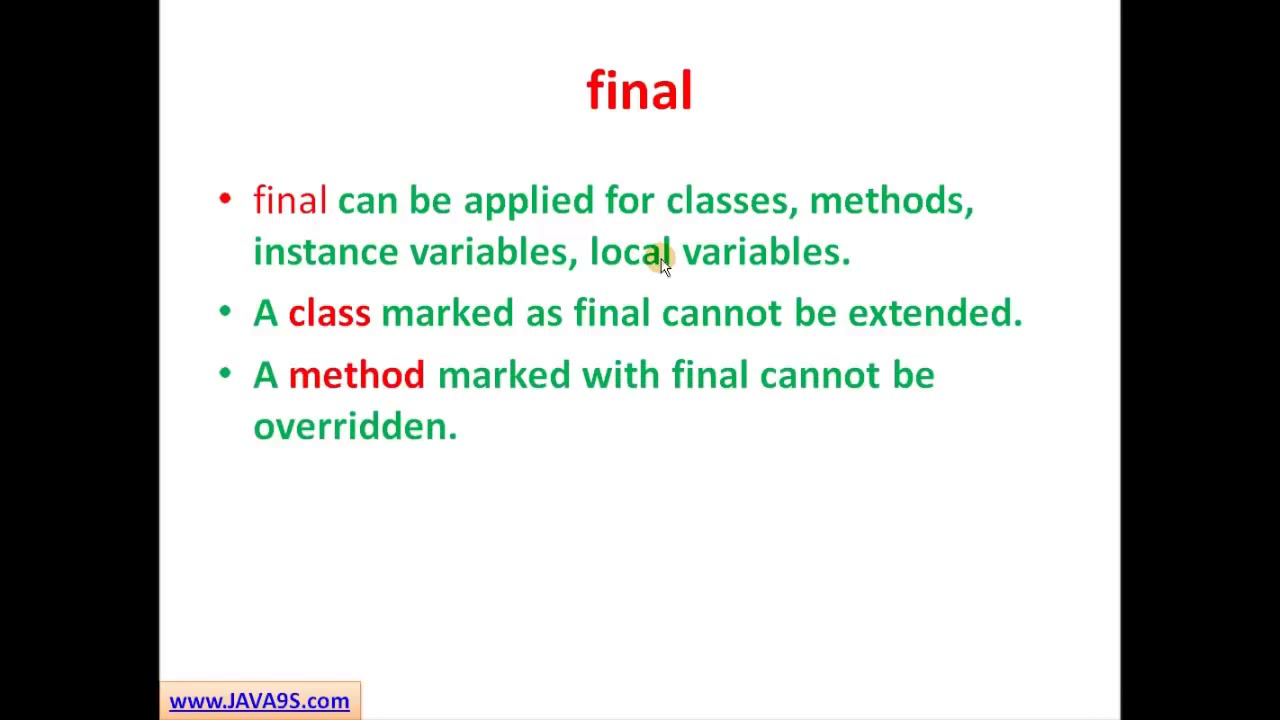 final
• final can be applied for classes, methods,
instance variables, local variables.
• A class marked as final cannot be extended.
• A method marked with final cannot be
overridden.
www.JAVA9S.com